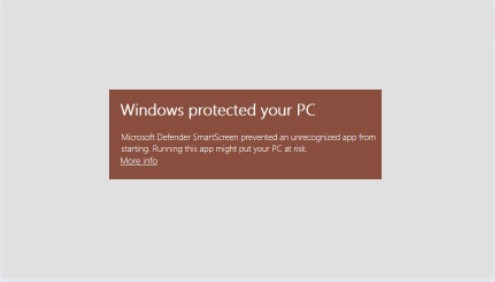 Windows protected your PC
Microsoft Defender SmartScreen prevented an unrecognized app from
starting. Running this app might put your PC at risk.
More info